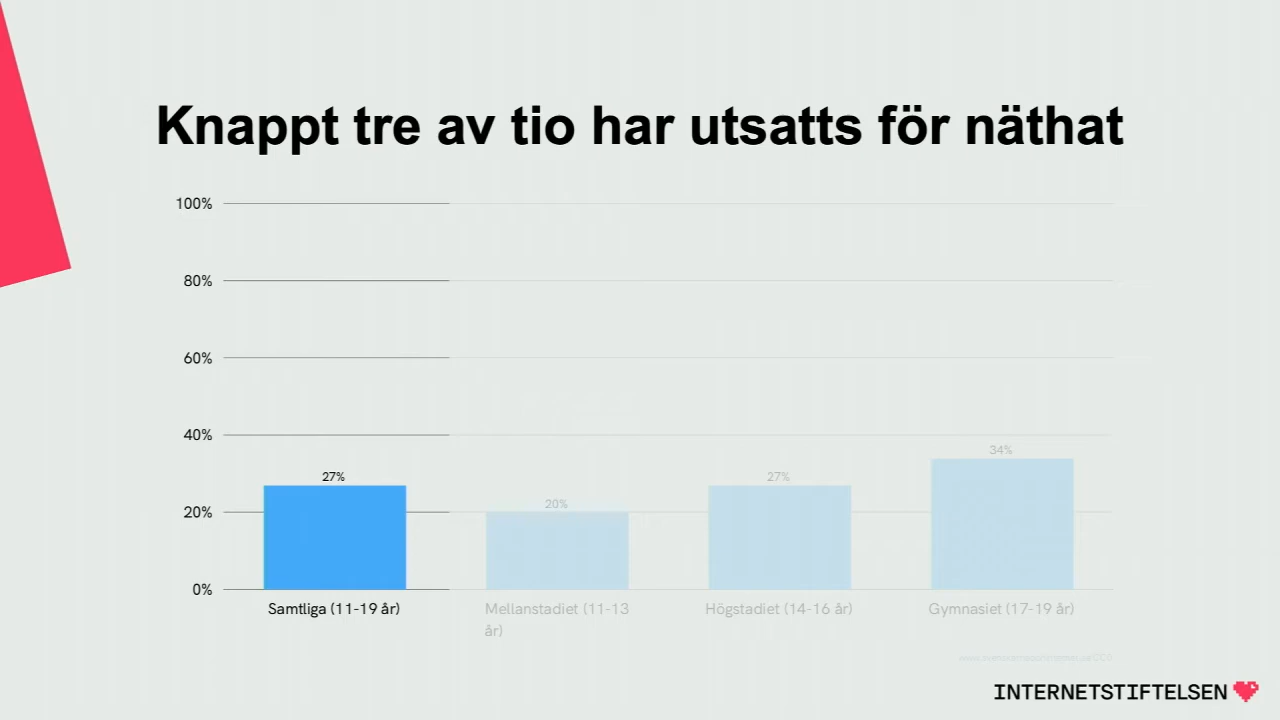 Knappt tre av tio har utsatts för näthat
100%
80%
60%
40%
20%
0%
27%
20%
27%
34%
Samtliga (11-19 år)
Mellanstadiet (11-13
år)
Högstadiet (14-16 år)
Gymnasiet (17-19 år)
INTERNETSTIFTELSEN